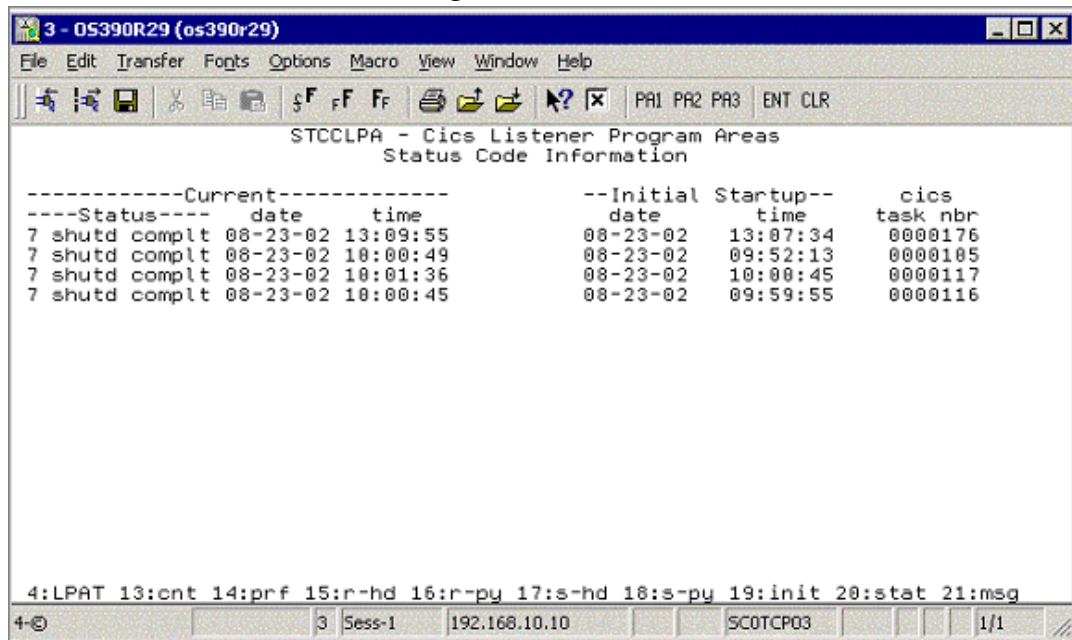 3 - OS390R29 (os390r29)
File Edit Transfer Fonts Options Macro View Window Help
PA1 PA2 PA3 ENT CLR
STCCLPA - Cics Listener Program Areas
Status Code Information
------------Current------------- --Initial Startup-- cics
----Status---- date time date time task nbr
7 shutd complt 08-23-02 13:09:55 08-23-02 13:07:34 0000176
7 shutd complt 08-23-02 10:00:49 08-23-02 09:52:13 0000105
7 shutd complt 08-23-02 10:01:36 08-23-02 10:00:45 0000117
7 shutd complt 08-23-02 10:00:45 08-23-02 09:59:55 0000116
4:LPAT 13:cnt 14:prf 15:r-hd 16:r-py 17:s-hd 18:s-py 19:init 20:stat 21:msg
4-© 3 Sess-1 192.168.10.10 SCOTCP03 1/1